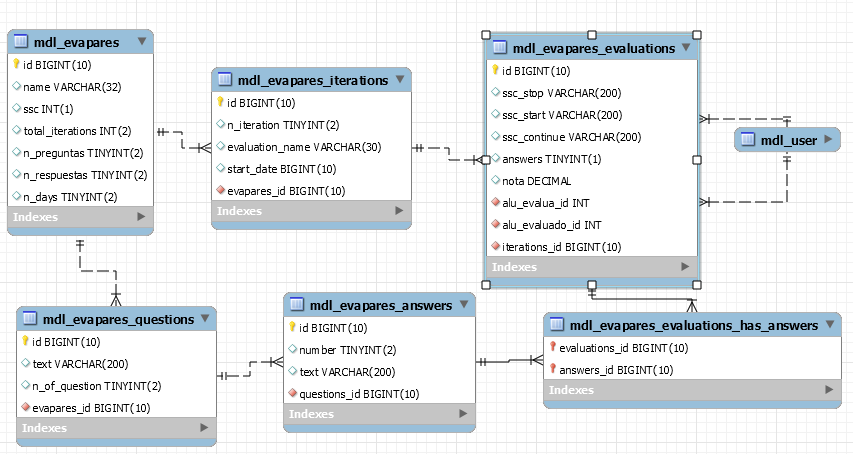 mdl_evapares
id BIGINT(10)
name VARCHAR(32)
ssc INT(1)
total_iterations INT(2)
n_preguntas TINYINT(2)
n_respuestas TINYINT(2)
n_days TINYINT(2)
Indexes
mdl_evapares_iterations
id BIGINT(10)
n_iteration TINYINT(2)
evaluation_name VARCHAR(30)
start_date BIGINT(10)
evapares_id BIGINT(10)
Indexes
mdl_evapares_evaluations
id BIGINT(10)
ssc_stop VARCHAR(200)
ssc_start VARCHAR(200)
ssc_continue VARCHAR(200)
answers TINYINT(1)
nota DECIMAL
alu_evalua_id INT
alu_evaluado_id INT
iterations_id BIGINT(10)
Indexes
mdl_user
mdl_evapares_questions
id BIGINT(10)
text VARCHAR(200)
n_of_question TINYINT(2)
evapares_id BIGINT(10)
Indexes
mdl_evapares_answers
id BIGINT(10)
number TINYINT(2)
text VARCHAR(200)
questions_id BIGINT(10)
Indexes
mdl_evapares_evaluations_has_answers
evaluations_id BIGINT(10)
answers_id BIGINT(10)
Indexes